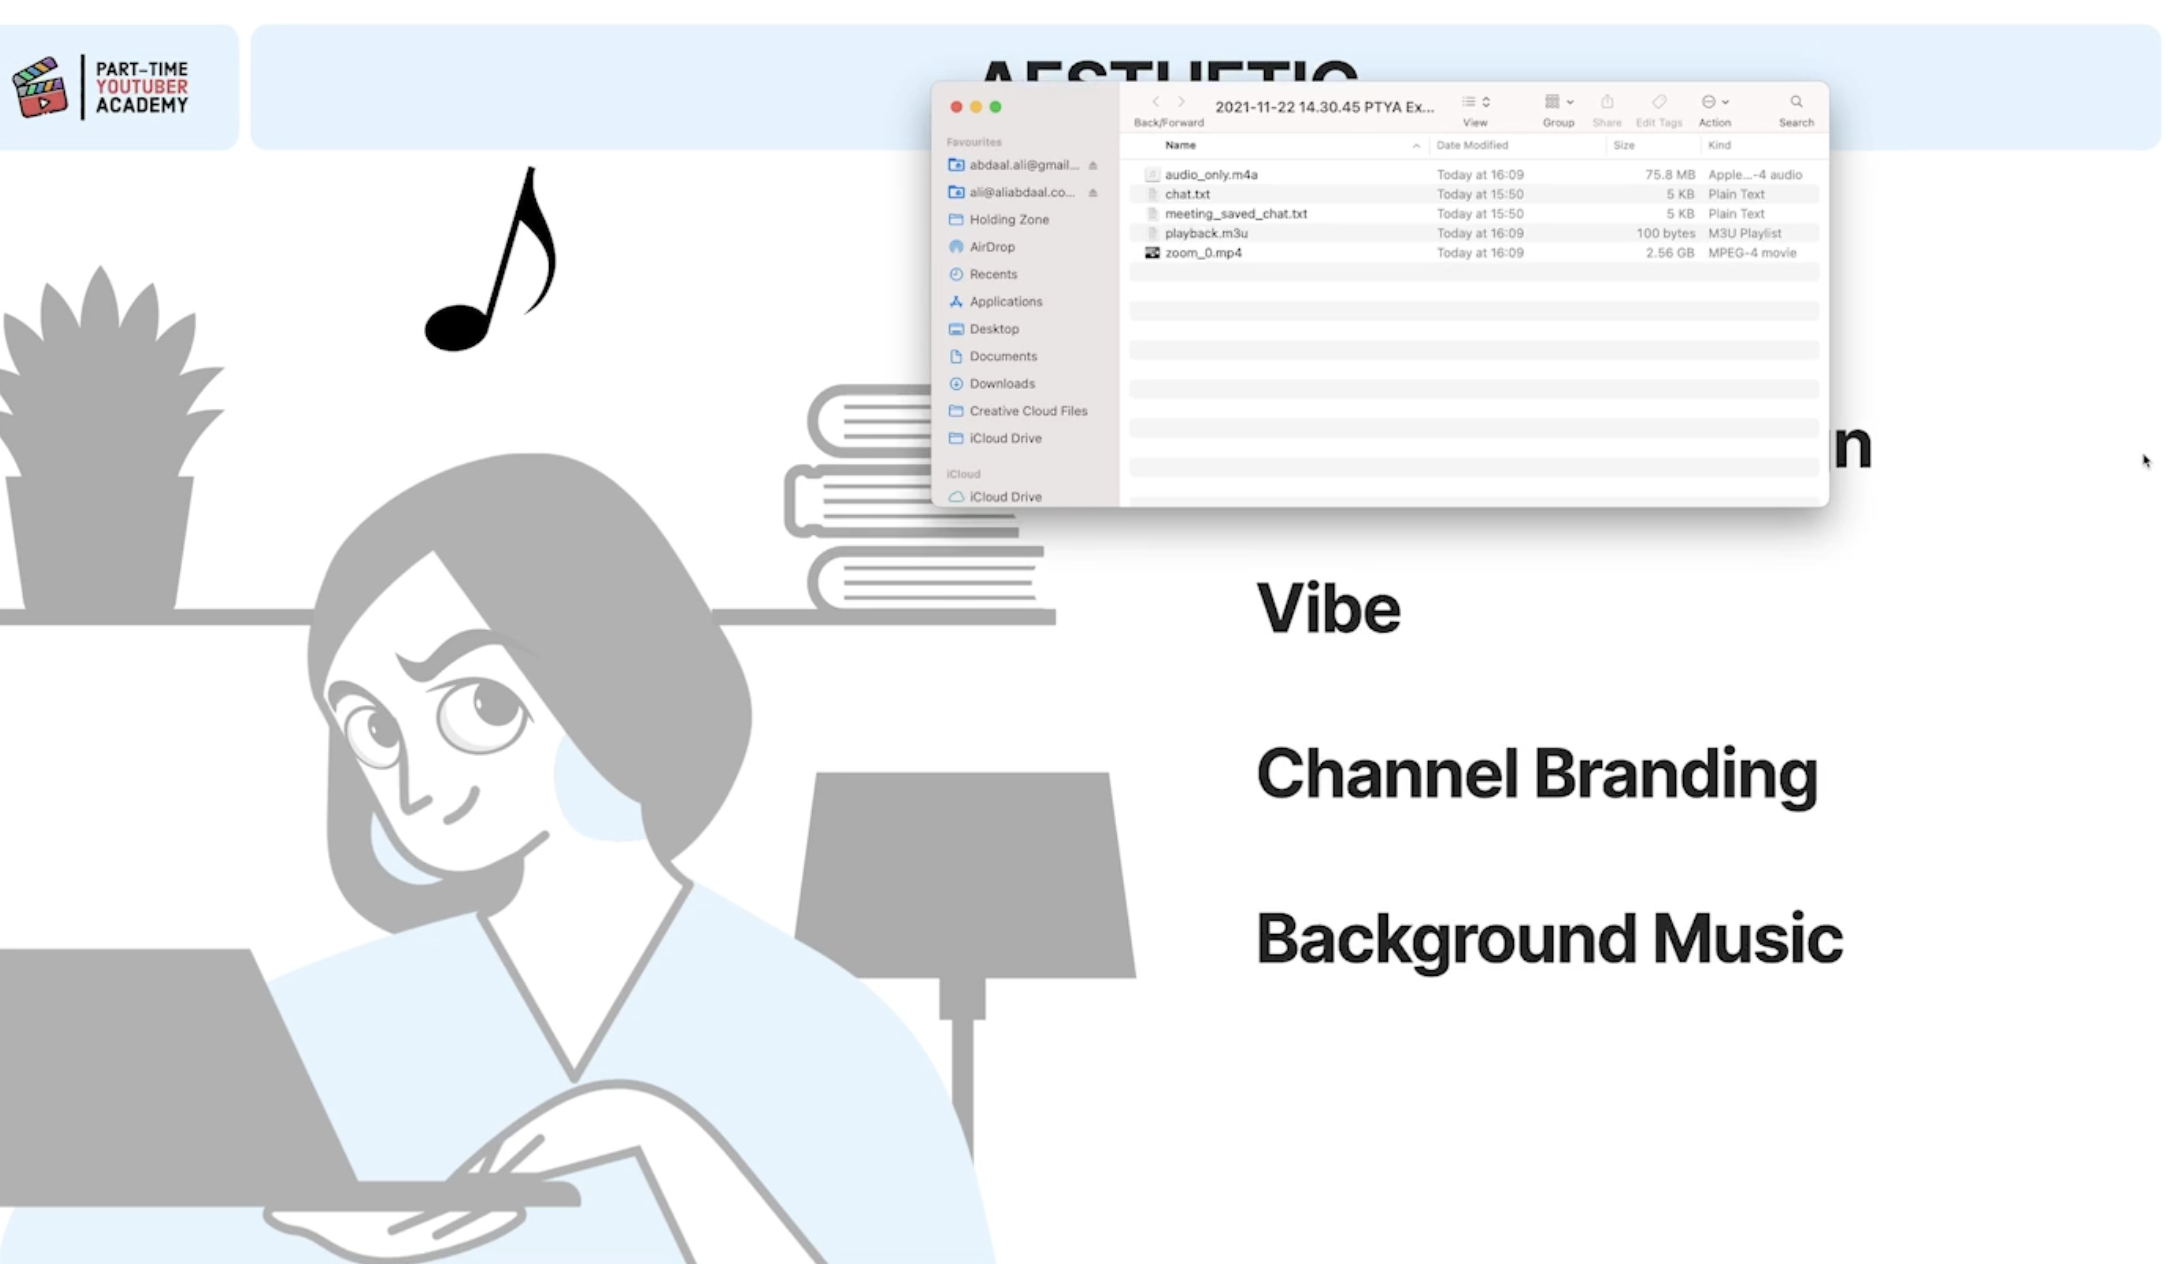 PART-TIME
YOUTUBER
ACADEMY
AESTHETIC
2021-11-22 14.30.45 PTYA Ex...
Back/Forward
View
Group
Share
Edit Tags
Action
Search
Favourites
abdaal.ali@gmail...
ali@aliabdaal.co...
Holding Zone
AirDrop
Recents
Applications
Desktop
Documents
Downloads
Creative Cloud Files
iCloud Drive
iCloud
iCloud Drive
Name Date Modified Size Kind
audio_only.m4a Today at 16:09 75.8 MB Apple...-4 audio
chat.txt Today at 15:50 5 KB Plain Text
meeting_saved_chat.txt Today at 15:50 5 KB Plain Text
playback.m3u Today at 16:09 100 bytes M3U Playlist
zoom_0.mp4 Today at 16:09 2.56 GB MPEG-4 movie
Vibe
Channel Branding
Background Music